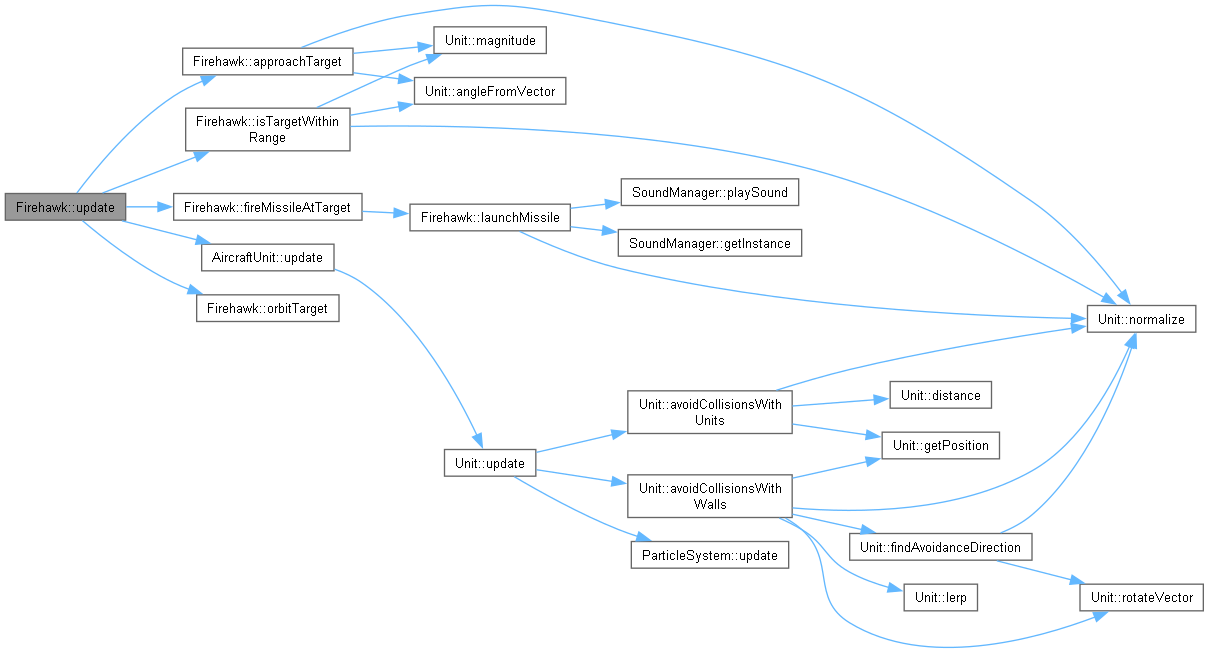 Firehawk::update
Firehawk::approachTarget
Firehawk::isTargetWithin
Range
Firehawk::fireMissileAtTarget
AircraftUnit::update
Firehawk::orbitTarget
Unit::magnitude
Unit::angleFromVector
Firehawk::launchMissile
Unit::update
SoundManager::playSound
SoundManager::getInstance
Unit::avoidCollisionsWith
Units
Unit::avoidCollisionsWith
Walls
ParticleSystem::update
Unit::distance
Unit::getPosition
Unit::findAvoidanceDirection
Unit::lerp
Unit::normalize
Unit::rotateVector